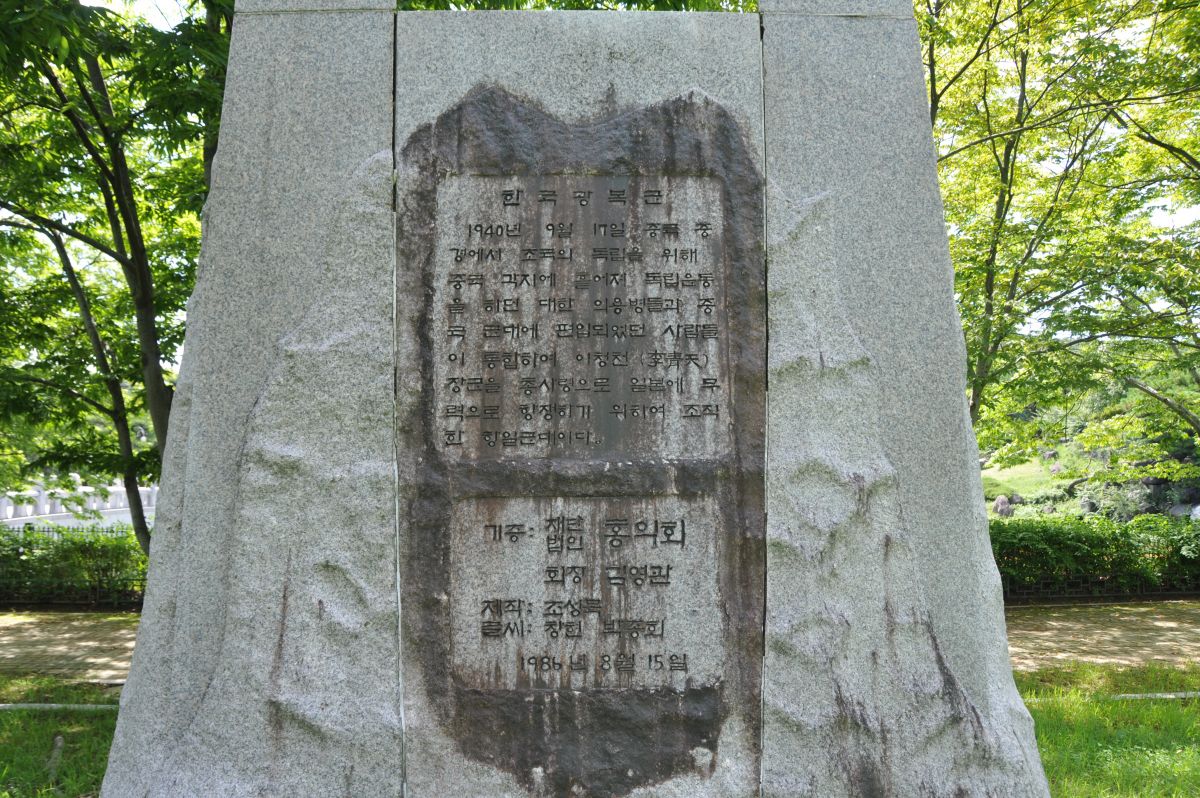 한국광복군
1940년 9월 17일 중국 중
경에서 조국의 독립을 위해
중국 각지에 흩어져 독립운동
을 하던 대한 의용병들과 중
국 군대에 편입되었던 사람들
이 통합하여 이청천(李青天)
장군을 총사령으로 일본에 무
력으로 항쟁하기 위하여 조직
한 항일군대이다.
기증: 재단법인 홍의회
회장 김영관
제작: 조성묵
글씨: 창헌 박종회
1986년 8월 15일